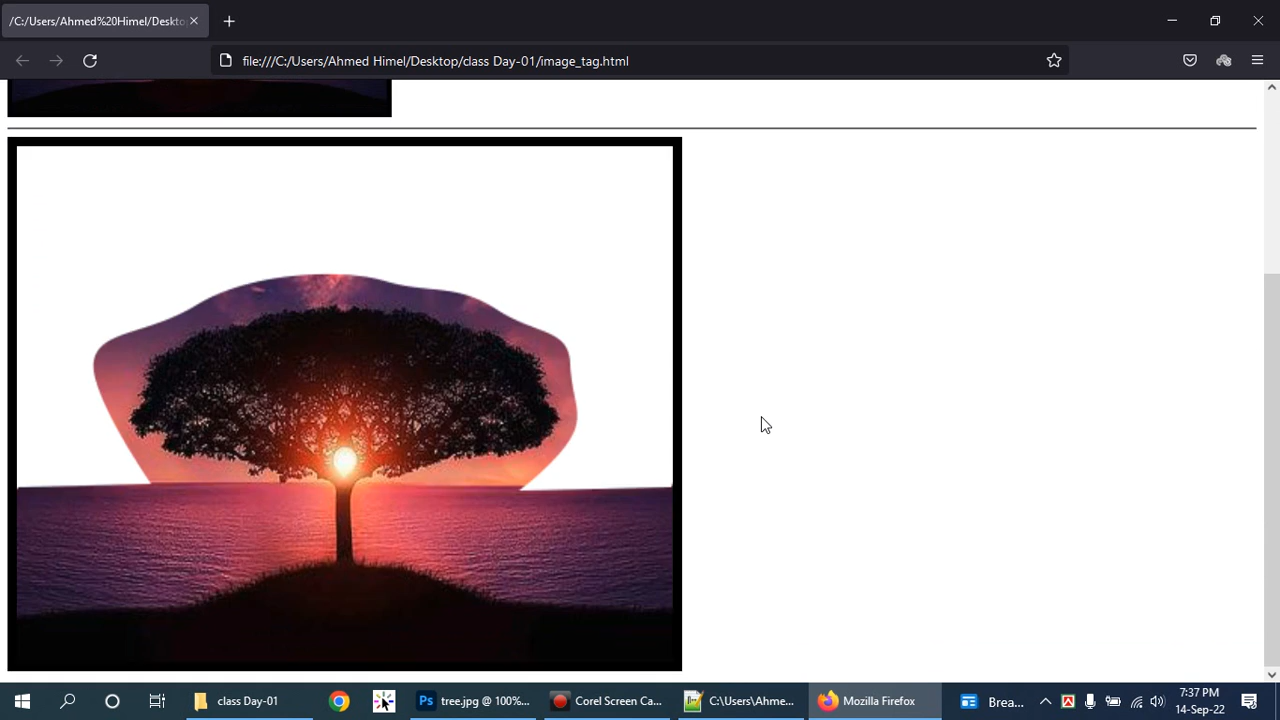 /C:/Users/Ahmed%20Himel/Deskto
file:///C:/Users/Ahmed Himel/Desktop/class Day-01/image_tag.html
class Day-01
Ps
tree.jpg @ 100%...
Corel Screen Ca...
C:\Users\Ahme...
Mozilla Firefox
Brea...
7:37 PM
14-Sep-22